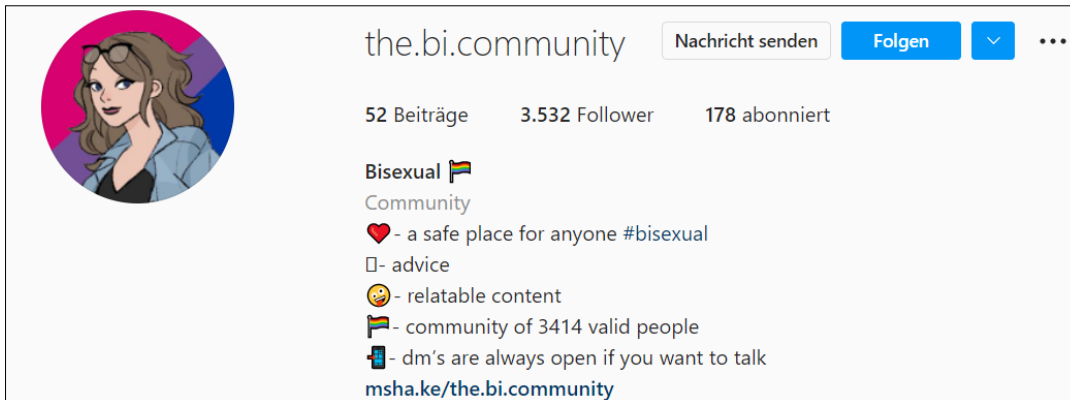 the.bi.community Nachricht senden Folgen
52 Beiträge 3.532 Follower 178 abonniert
Bisexual 🏳️‍🌈
Community
❤️- a safe place for anyone #bisexual
▯- advice
🤪- relatable content
🏳️‍🌈- community of 3414 valid people
📲- dm's are always open if you want to talk
msha.ke/the.bi.community